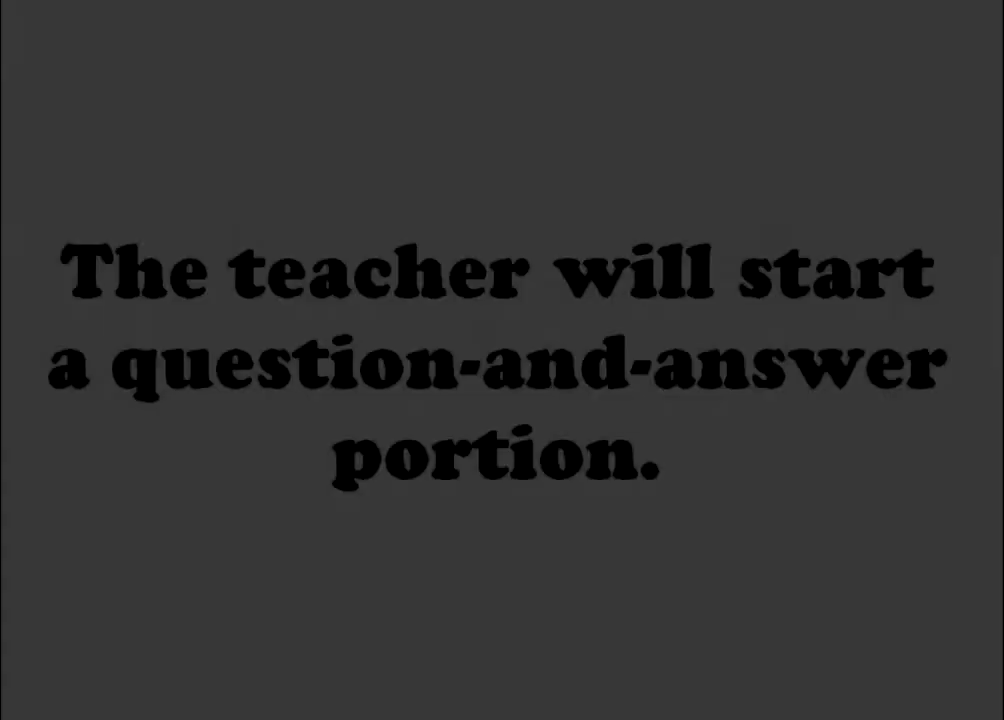 The teacher will start
a question-and-answer
portion.